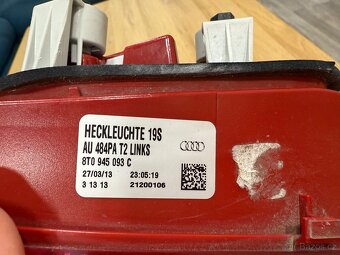 HECKLEUCHTE 19S
AU 484PA T2 LINKS
8T0 945 093 C
27/03/13 23:05:19
3 13 13 21200106